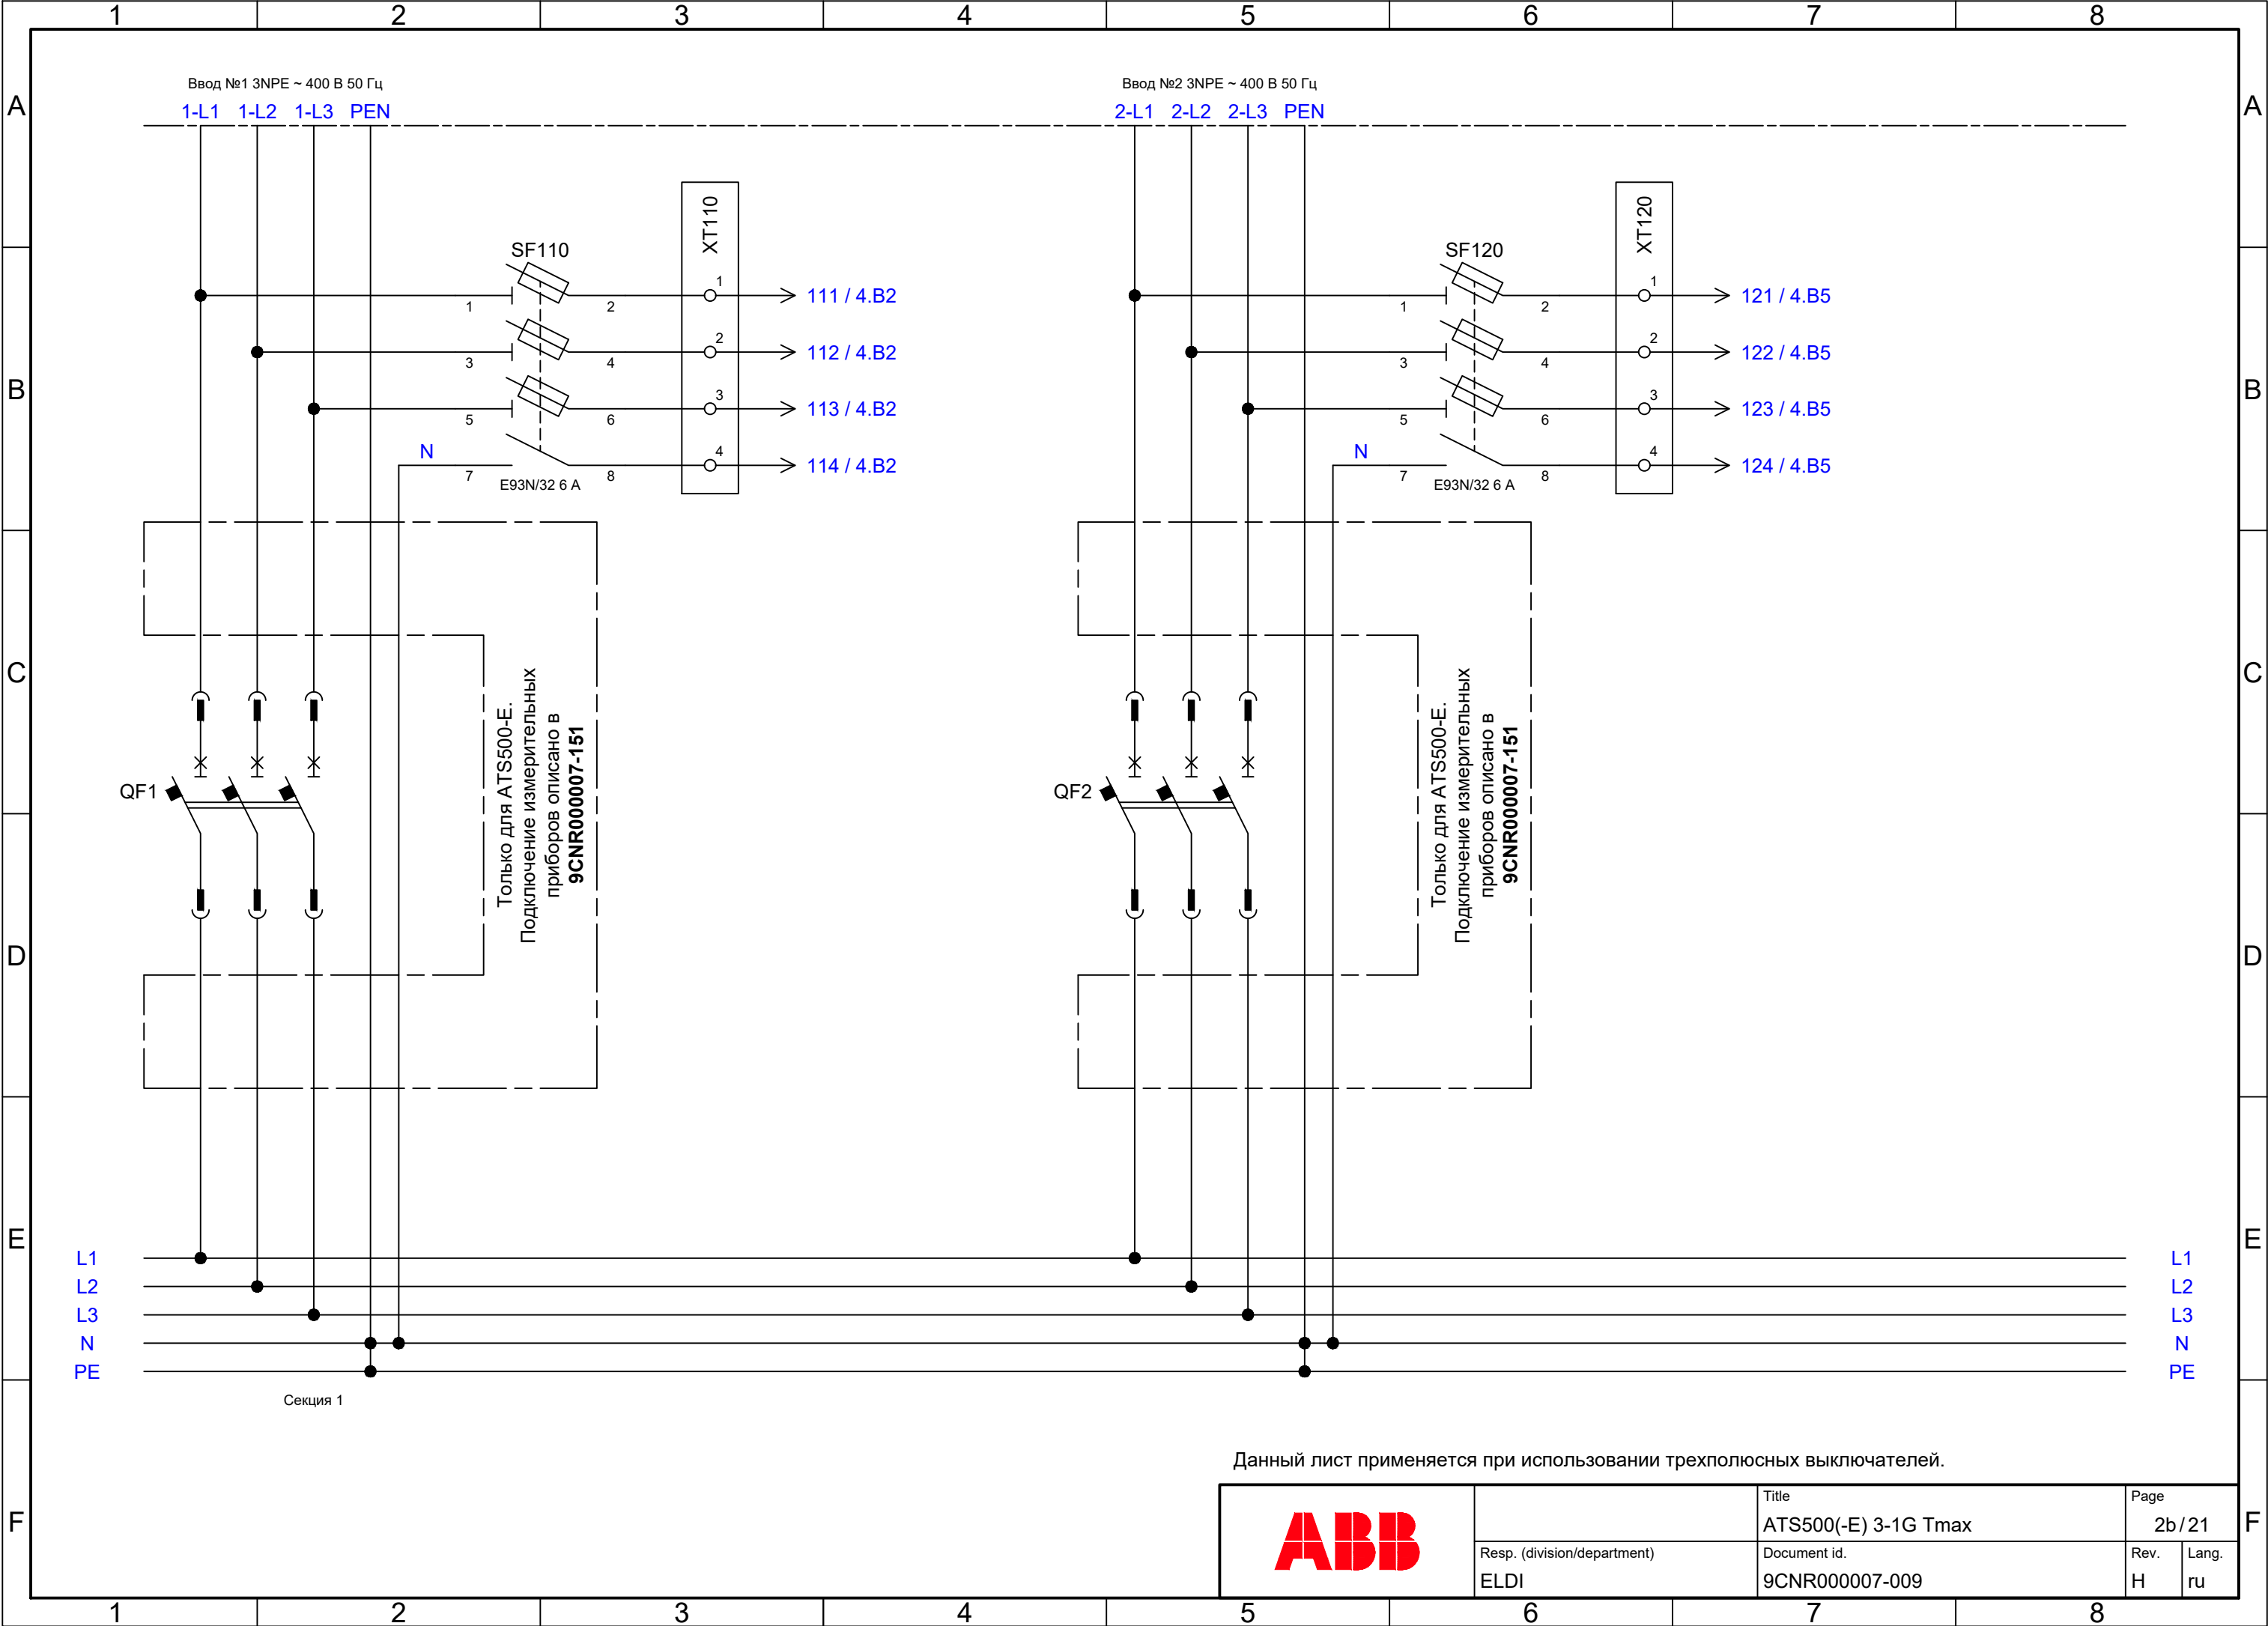 1 2 3 4 5 6 7 8
A A
B B
C C
D D
E E
F F
Ввод №1 3NPE ~ 400 В 50 Гц
1-L1 1-L2 1-L3 PEN
SF110
XT110
1 2 1 111 / 4.B2
3 4 2 112 / 4.B2
5 6 3 113 / 4.B2
N 7 8 4 114 / 4.B2
E93N/32 6 A
QF1
Только для ATS500-E.
Подключение измерительных
приборов описано в
9CNR000007-151
Ввод №2 3NPE ~ 400 В 50 Гц
2-L1 2-L2 2-L3 PEN
SF120
XT120
1 2 1 121 / 4.B5
3 4 2 122 / 4.B5
5 6 3 123 / 4.B5
N 7 8 4 124 / 4.B5
E93N/32 6 A
QF2
Только для ATS500-E.
Подключение измерительных
приборов описано в
9CNR000007-151
L1 L1
L2 L2
L3 L3
N N
PE PE
Секция 1
Данный лист применяется при использовании трехполюсных выключателей.
ABB
Title
ATS500(-E) 3-1G Tmax
Page
2b/21
Resp. (division/department)
ELDI
Document id.
9CNR000007-009
Rev.
H
Lang.
ru
1 2 3 4 5 6 7 8